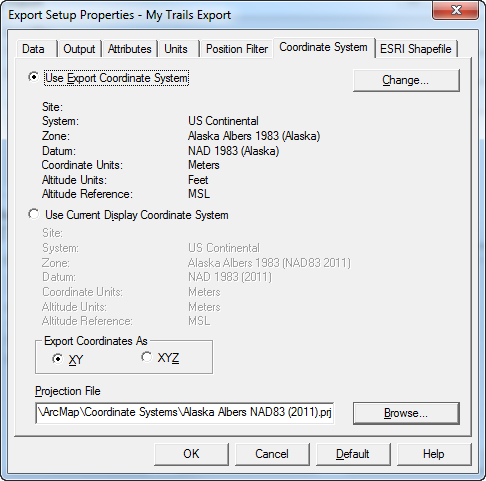 Export Setup Properties - My Trails Export
Data Output Attributes Units Position Filter Coordinate System ESRI Shapefile
Use Export Coordinate System Change...
Site:
System: US Continental
Zone: Alaska Albers 1983 (Alaska)
Datum: NAD 1983 (Alaska)
Coordinate Units: Meters
Altitude Units: Feet
Altitude Reference: MSL
Use Current Display Coordinate System
Site:
System: US Continental
Zone: Alaska Albers 1983 (NAD83 2011)
Datum: NAD 1983 (2011)
Coordinate Units: Meters
Altitude Units: Meters
Altitude Reference: MSL
Export Coordinates As
XY XYZ
Projection File
\ArcMap\Coordinate Systems\Alaska Albers NAD83 (2011).prj Browse...
OK Cancel Default Help